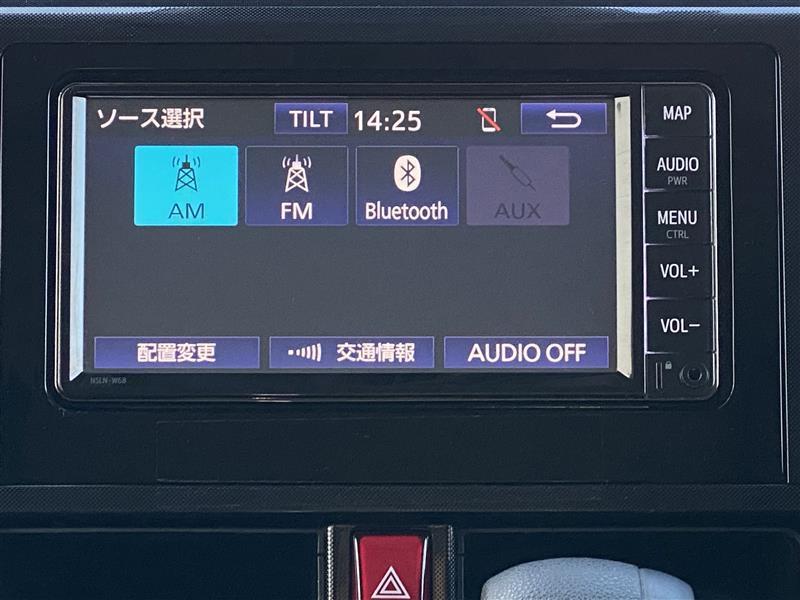 ソース選択 TILT 14:25
AM FM Bluetooth AUX
配置変更 交通情報 AUDIO OFF
MAP
AUDIO
PWR
MENU
CTRL
VOL+
VOL-
NSLN-W68